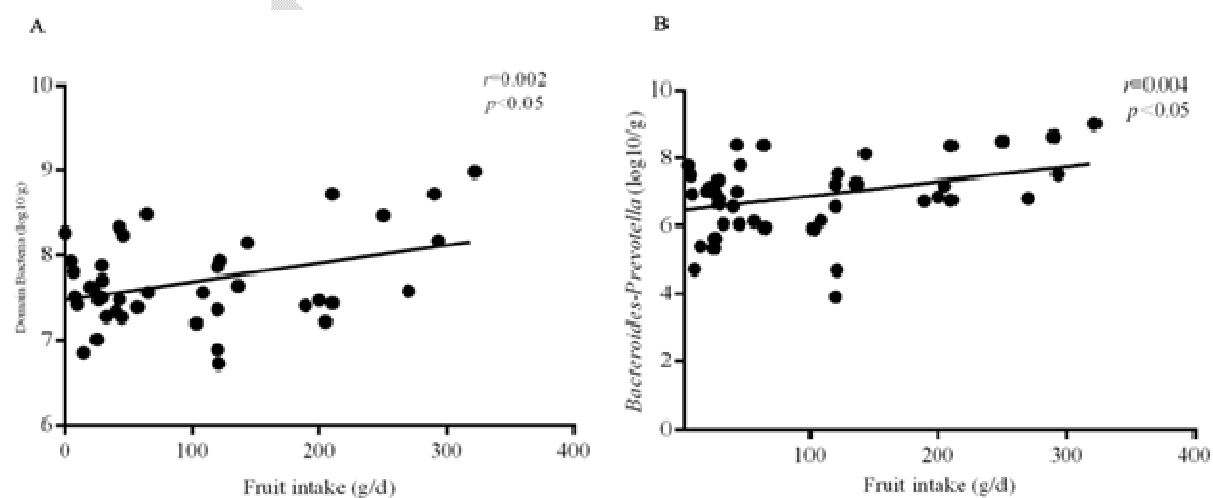 A
r=0.002
p<0.05
Domain Bacteria (log10/g)
10
9
8
7
6
0 100 200 300 400
Fruit intake (g/d)
B
r=0.004
p<0.05
Bacteroides-Prevotella (log10/g)
10
8
6
4
2
0
100 200 300 400
Fruit intake (g/d)